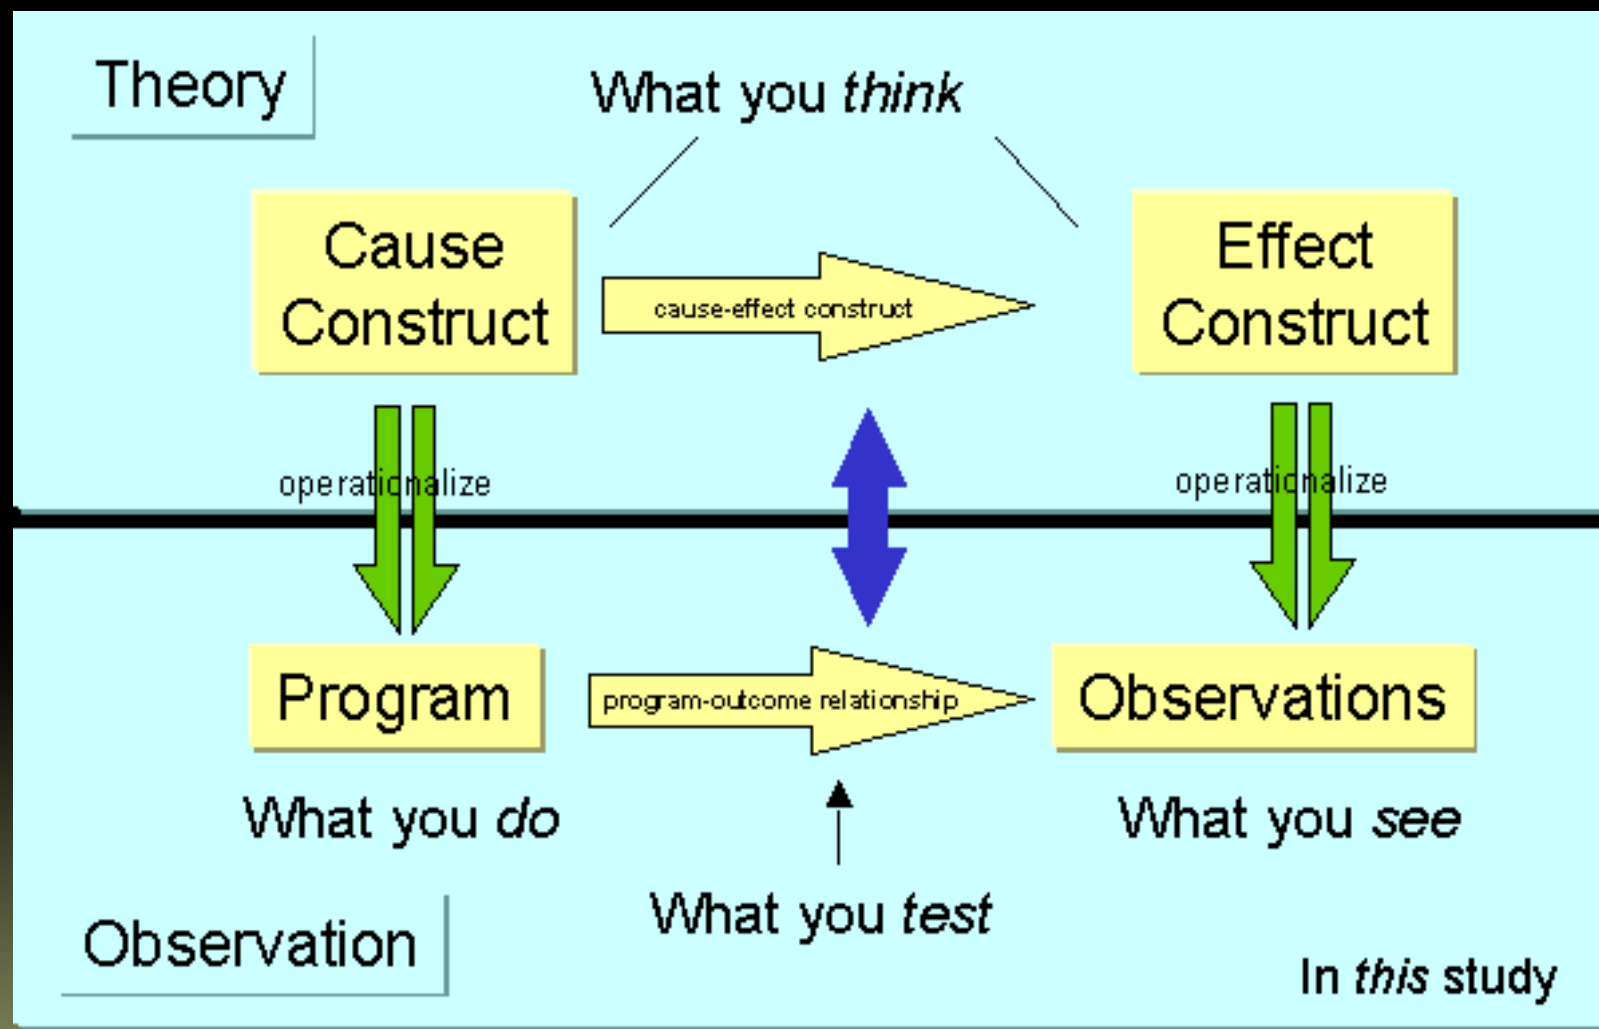 Theory
What you think
Cause
Construct
cause-effect construct
Effect
Construct
operationalize
operationalize
Program
program-outcome relationship
Observations
What you do
What you see
What you test
Observation
In this study